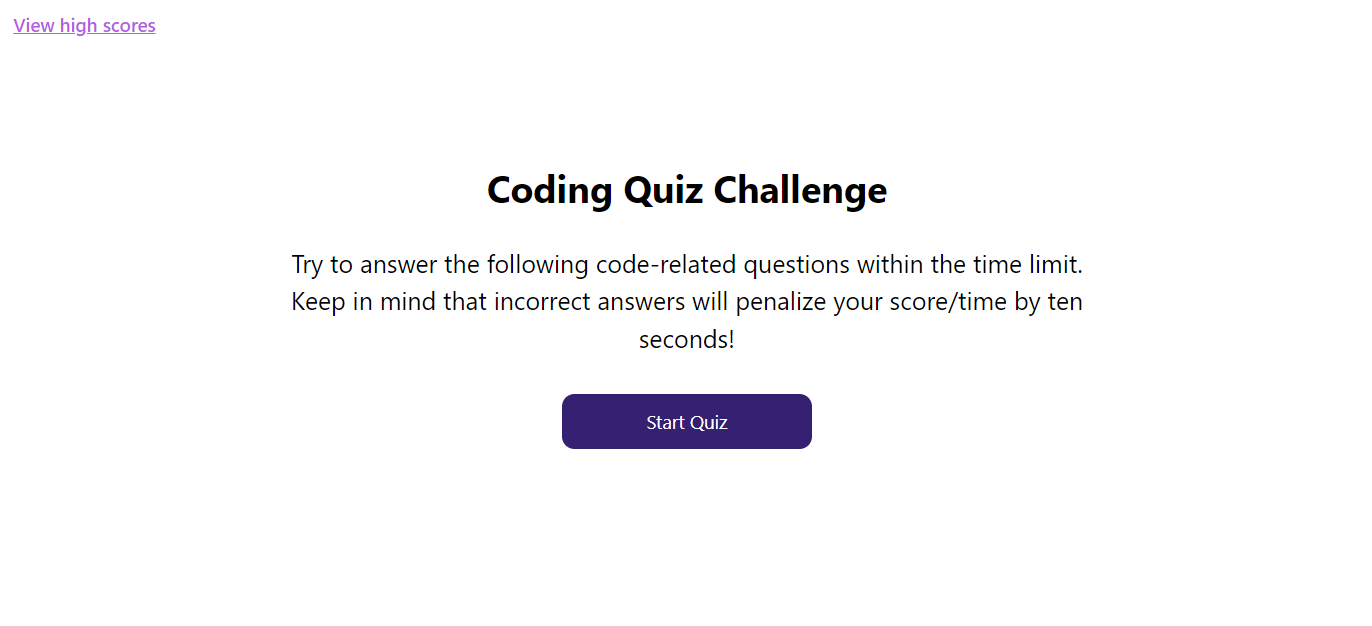 View high scores
Coding Quiz Challenge
Try to answer the following code-related questions within the time limit.
Keep in mind that incorrect answers will penalize your score/time by ten
seconds!
Start Quiz